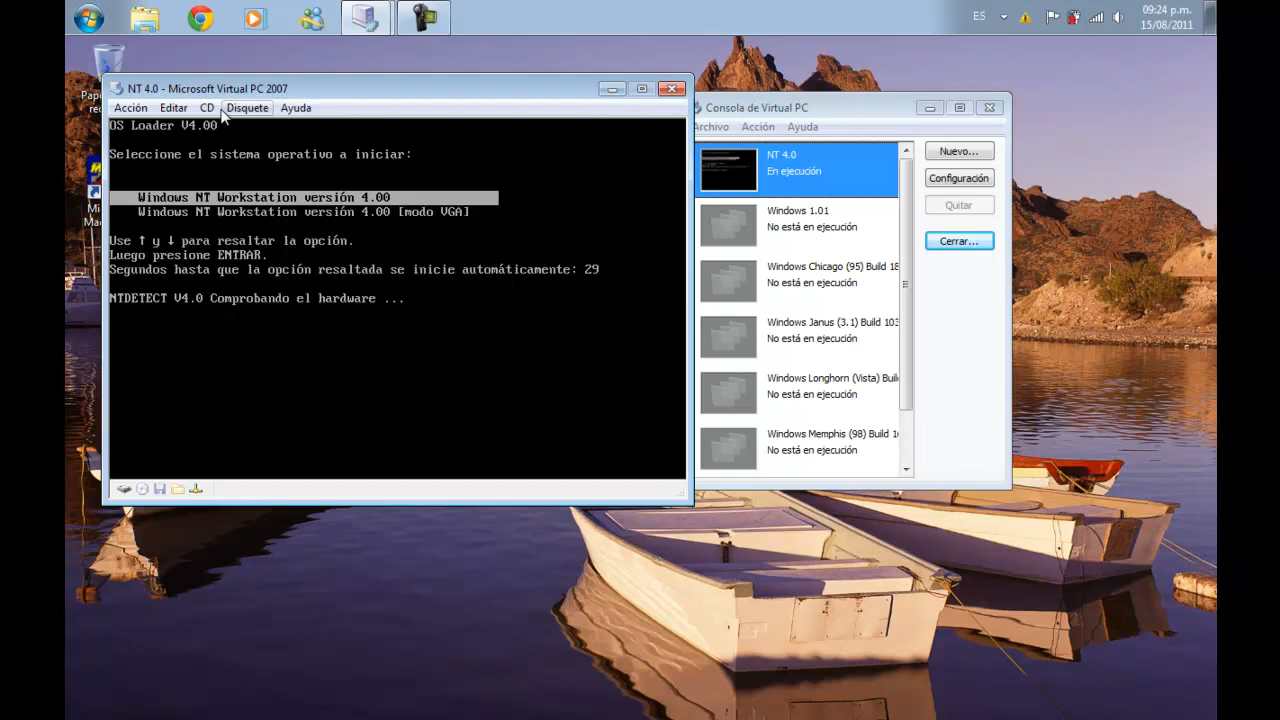 ES
09:24 p.m.
15/08/2011
NT 4.0 - Microsoft Virtual PC 2007
Acción Editar CD Disquete Ayuda
OS Loader V4.00
Seleccione el sistema operativo a iniciar:
Windows NT Workstation versión 4.00
Windows NT Workstation versión 4.00 [modo VGA]
Use ↑ y ↓ para resaltar la opción.
Luego presione ENTRAR.
Segundos hasta que la opción resaltada se inicie automáticamente: 29
NTDETECT V4.0 Comprobando el hardware ...
Consola de Virtual PC
Archivo Acción Ayuda
NT 4.0
En ejecución
Windows 1.01
No está en ejecución
Windows Chicago (95) Build 18
No está en ejecución
Windows Janus (3.1) Build 103
No está en ejecución
Windows Longhorn (Vista) Buil
No está en ejecución
Windows Memphis (98) Build 1
No está en ejecución
Nuevo...
Configuración
Quitar
Cerrar...